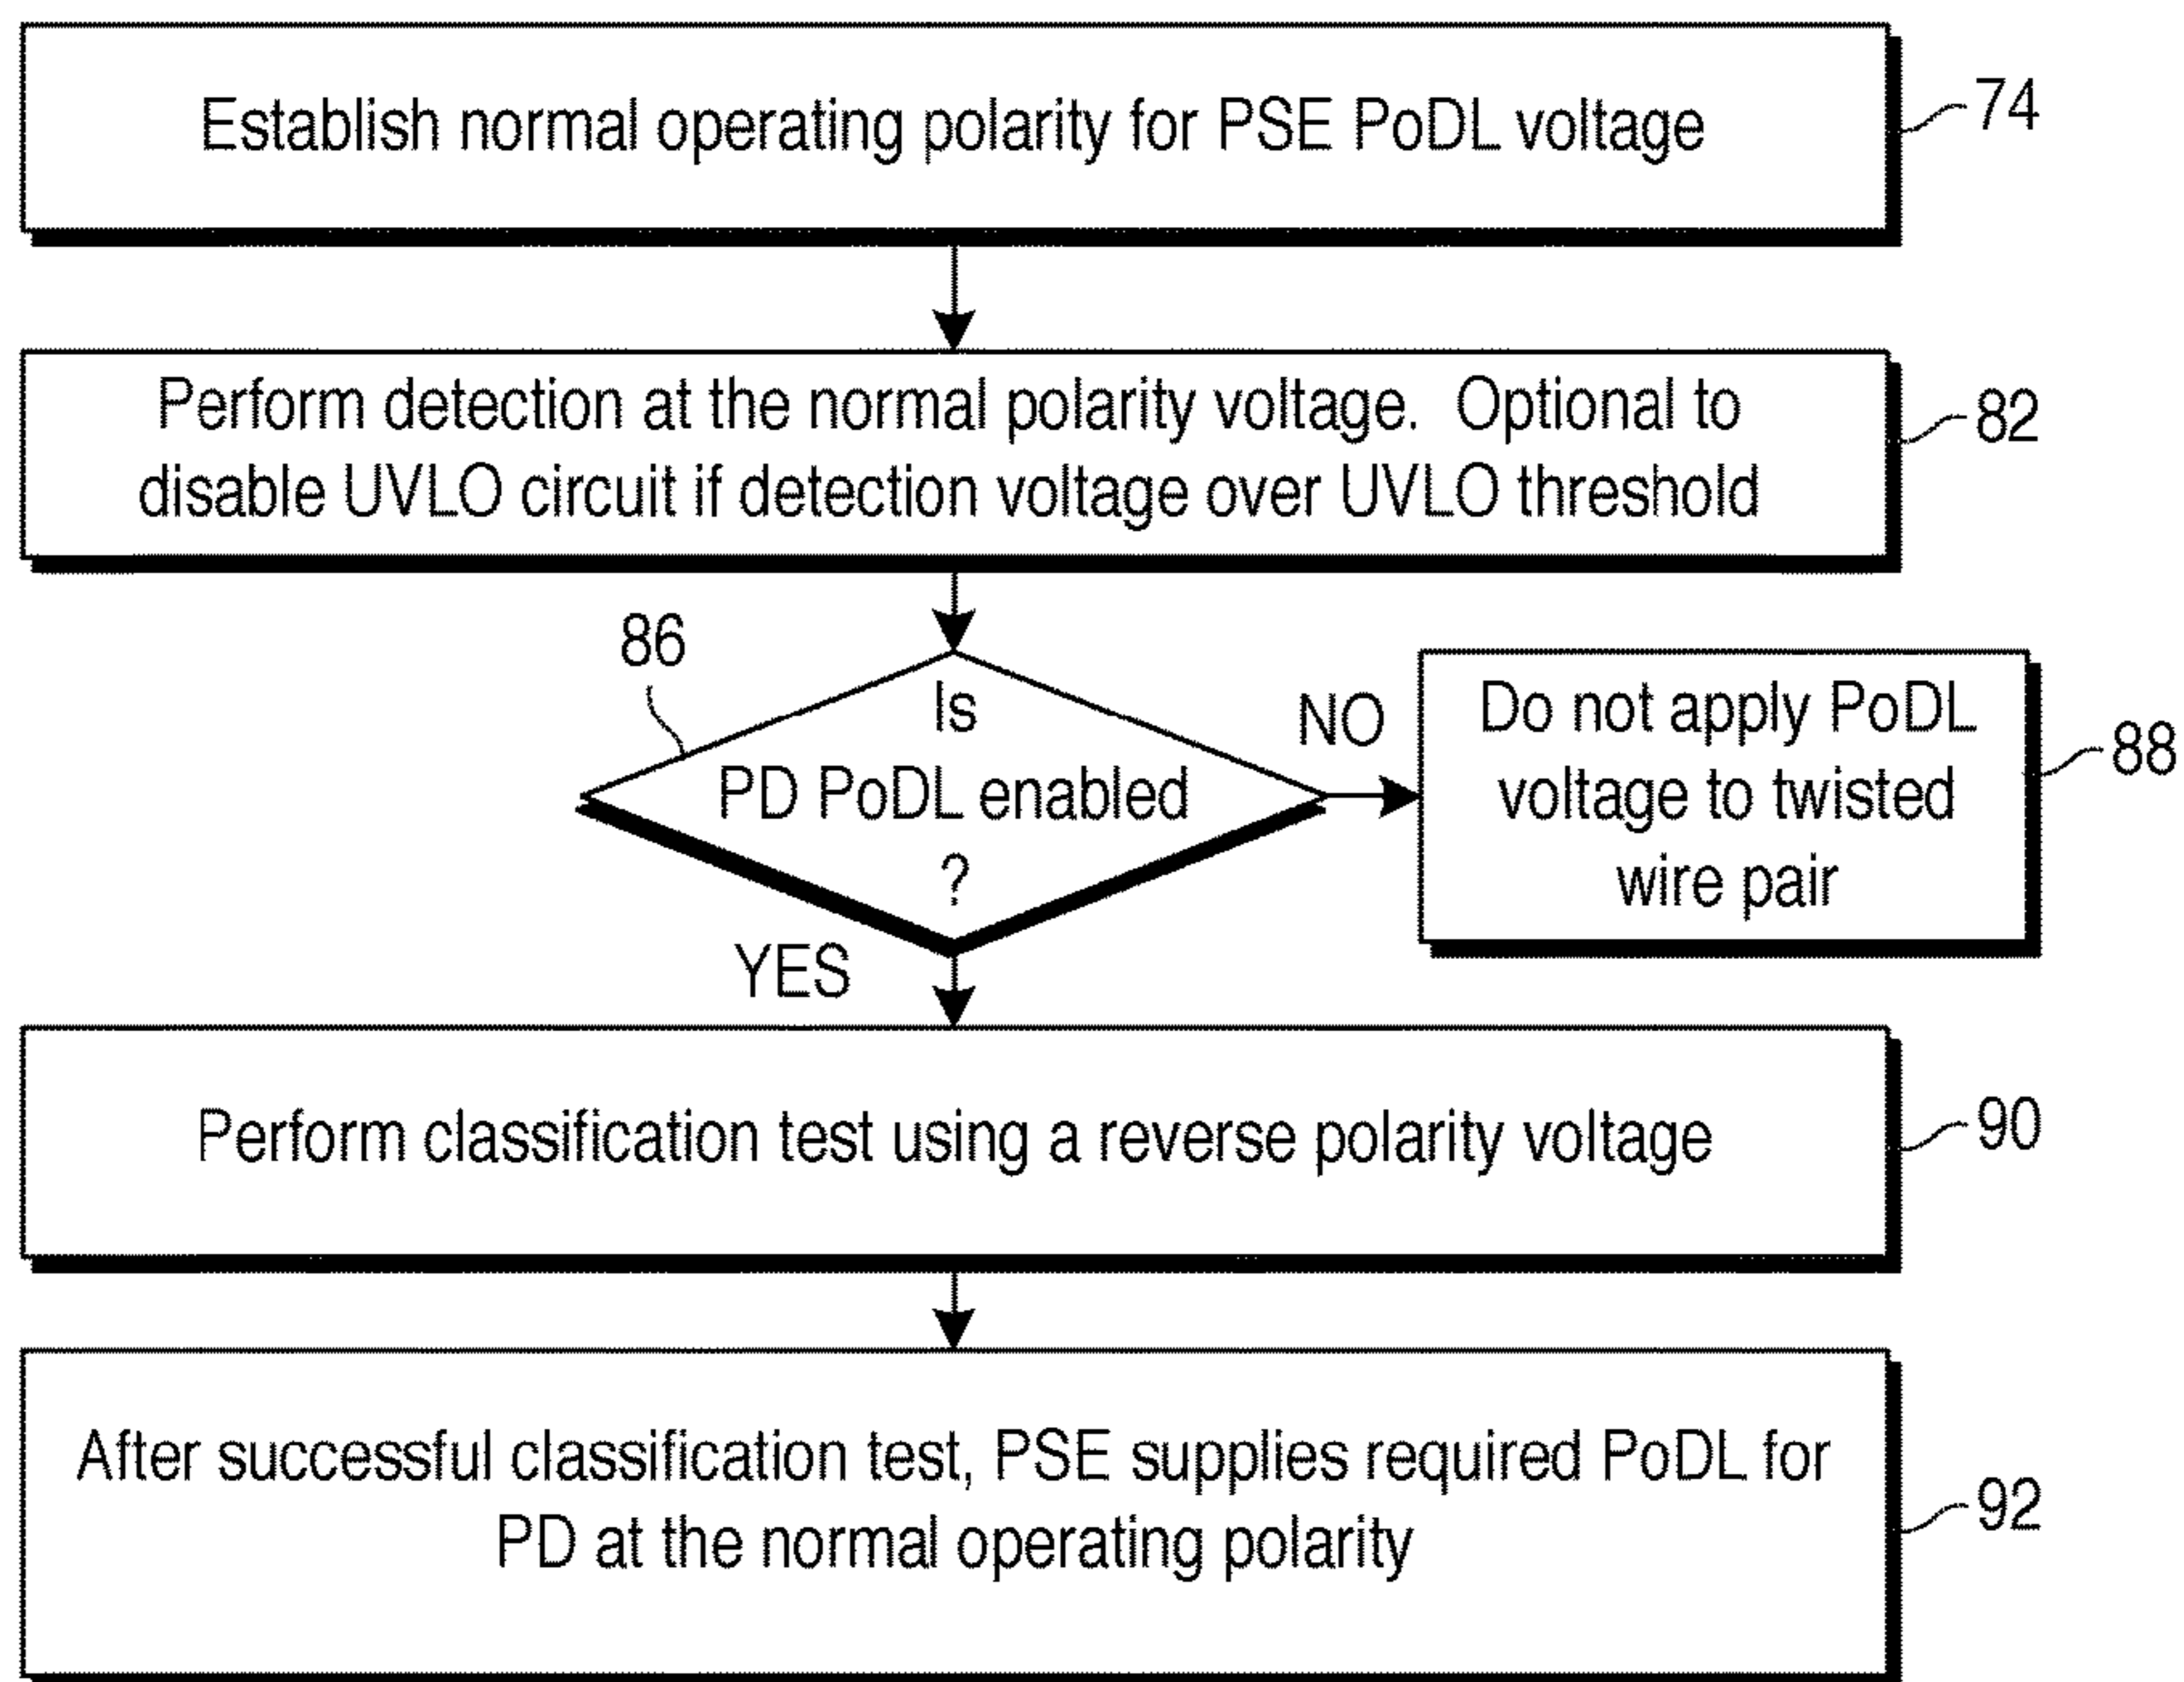 Establish normal operating polarity for PSE PoDL voltage
74
Perform detection at the normal polarity voltage. Optional to
disable UVLO circuit if detection voltage over UVLO threshold
82
86
Is
PD PoDL enabled
?
NO
YES
Do not apply PoDL
voltage to twisted
wire pair
88
Perform classification test using a reverse polarity voltage
90
After successful classification test, PSE supplies required PoDL for
PD at the normal operating polarity
92